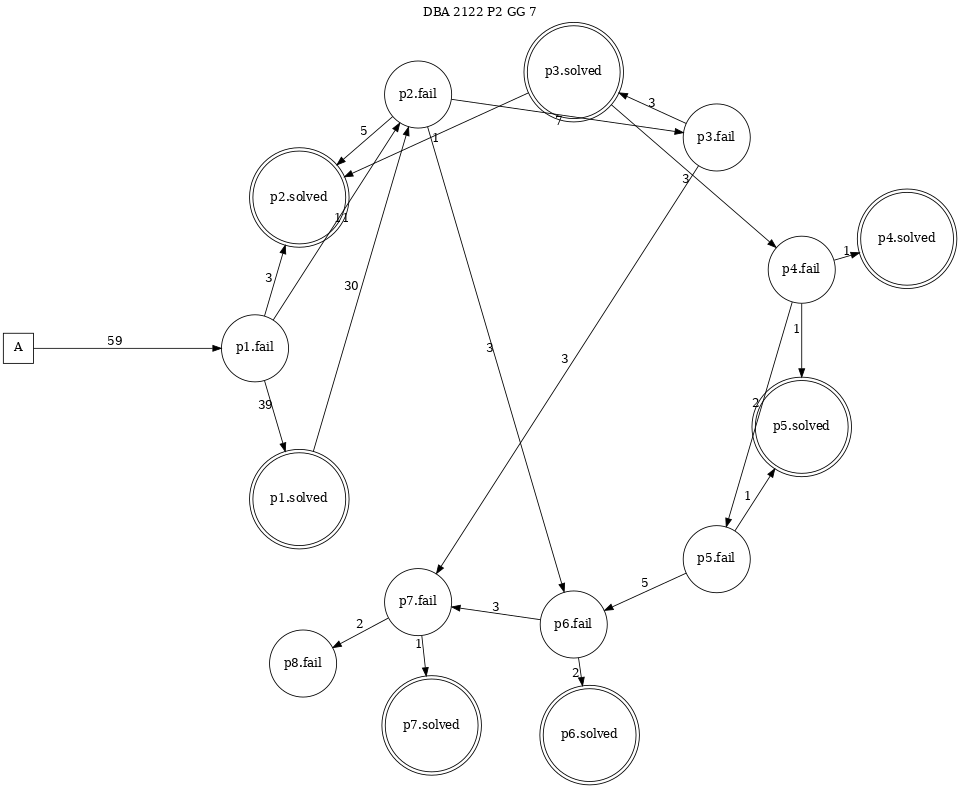 DBA 2122 P2 GG 7
p3.solved
p2.fail
3
7
p3.fail
5
1
3
p2.solved
11
p4.solved
1
p4.fail
3
30
1
59
A
p1.fail
3
3
39
2
p5.solved
p1.solved
1
p5.fail
5
p7.fail
3
p6.fail
2
1
p8.fail
2
p7.solved
p6.solved